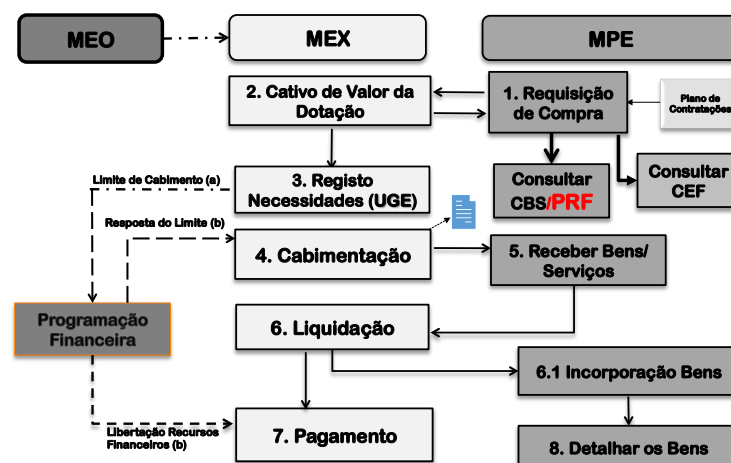 MEO
MEX
MPE
2. Cativo de Valor da
Dotação
1. Requisição
de Compra
Plano de
Contratações
Limite de Cabimento (a)
3. Registo
Necessidades (UGE)
Consultar
CBS/PRF
Consultar
CEF
Resposta do Limite (b)
4. Cabimentação
5. Receber Bens/
Serviços
Programação
Financeira
6. Liquidação
6.1 Incorporação Bens
Libertação Recursos
Financeiros (b)
7. Pagamento
8. Detalhar os Bens